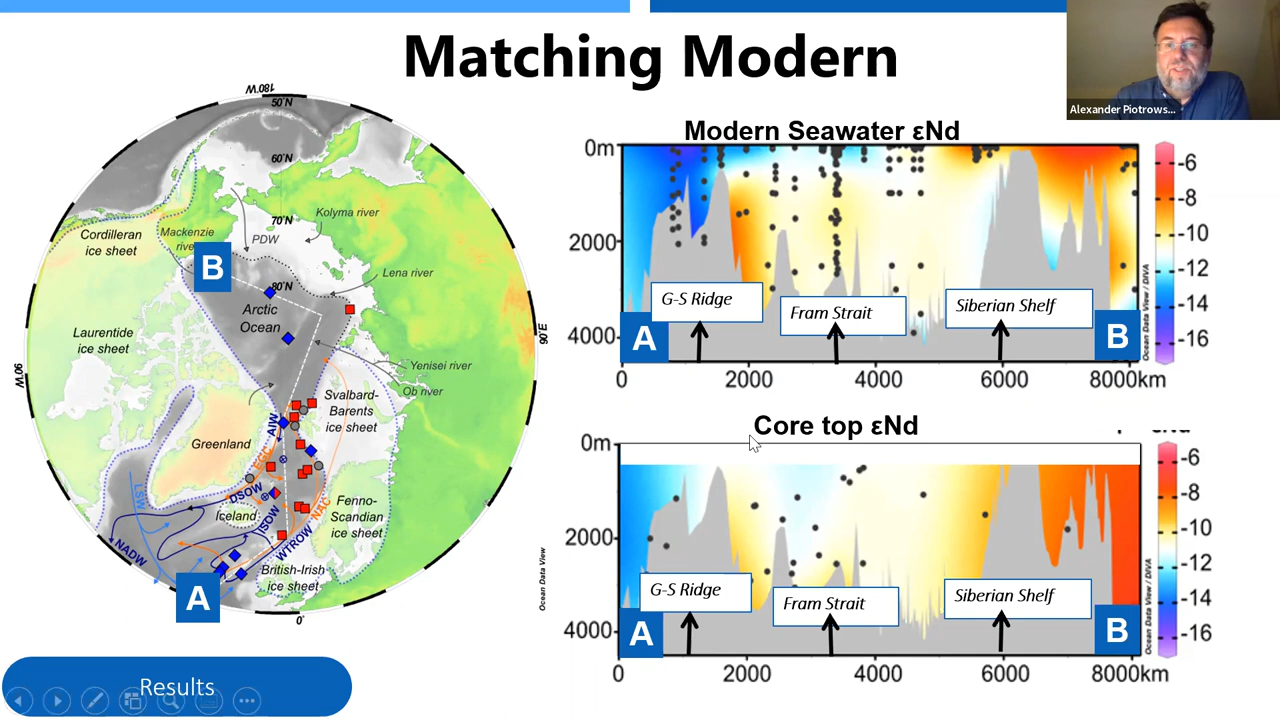 Matching Modern
Alexander Piotrows...
180°W
50°N
60°N
70°N
80°N
90°E
90°W
0°
Cordilleran
ice sheet
Mackenzie
river
PDW
Kolyma river
Lena river
B
Arctic
Ocean
Laurentide
ice sheet
Yenisei river
Ob river
Svalbard-
Barents
ice sheet
Greenland
AIW
EGC
DSOW
Iceland
ISOW
NAC
WTROW
LSW
NADW
Fenno-
Scandian
ice sheet
British-Irish
ice sheet
A
Ocean Data View
Modern Seawater εNd
0m
2000
4000
G-S Ridge
Fram Strait
Siberian Shelf
A
B
0
2000
4000
6000
8000km
-6
-8
-10
-12
-14
-16
Ocean Data View / DIVA
Core top εNd
0m
2000
4000
G-S Ridge
Fram Strait
Siberian Shelf
A
B
0
2000
4000
6000
8000km
-6
-8
-10
-12
-14
-16
Ocean Data View / DIVA
Results